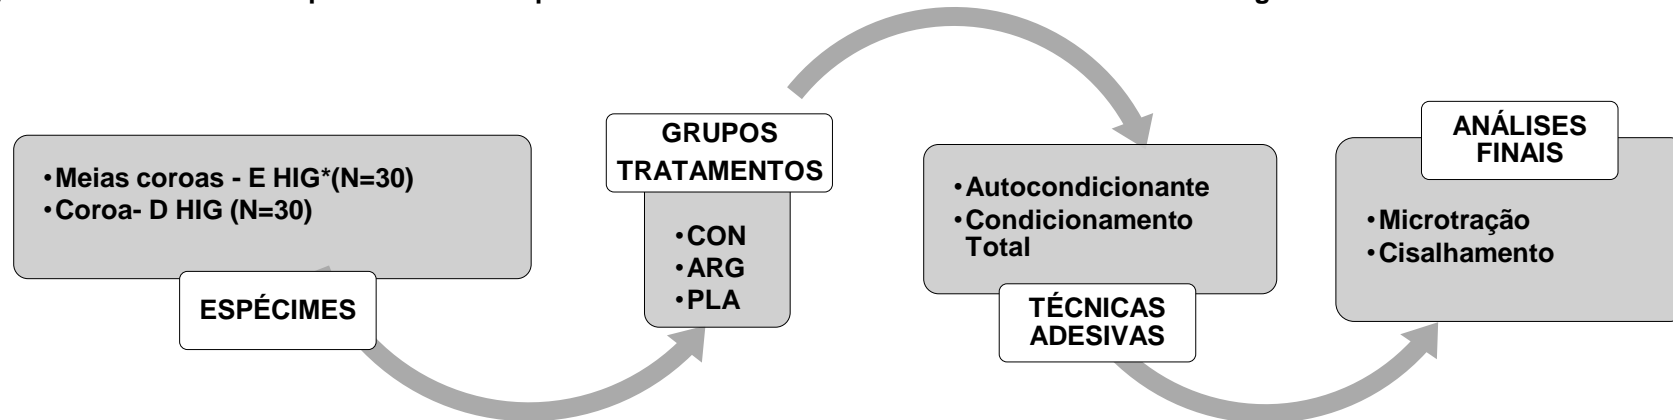 •Meias coroas - E HIG*(N=30)
•Coroa- D HIG (N=30)
ESPÉCIMES
GRUPOS
TRATAMENTOS
•CON
•ARG
•PLA
•Autocondicionante
•Condicionamento
Total
TÉCNICAS
ADESIVAS
ANÁLISES
FINAIS
•Microtração
•Cisalhamento